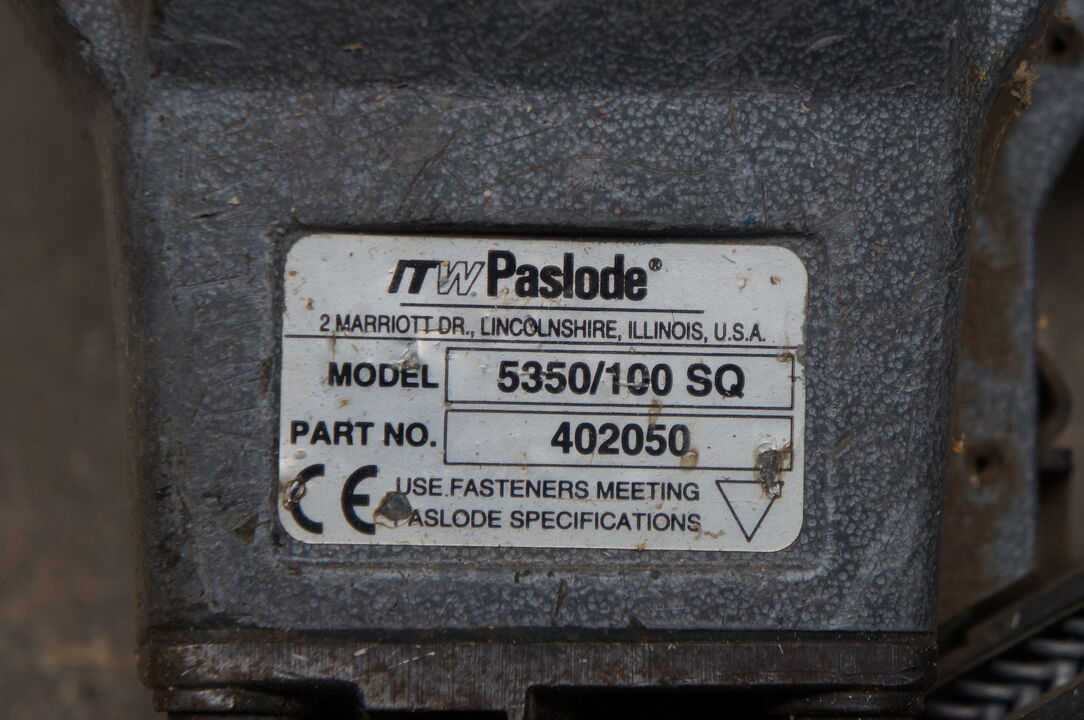 ITW Paslode®
2 MARRIOTT DR., LINCOLNSHIRE, ILLINOIS, U.S.A.
MODEL 5350/100 SQ
PART NO. 402050
CE USE FASTENERS MEETING
PASLODE SPECIFICATIONS